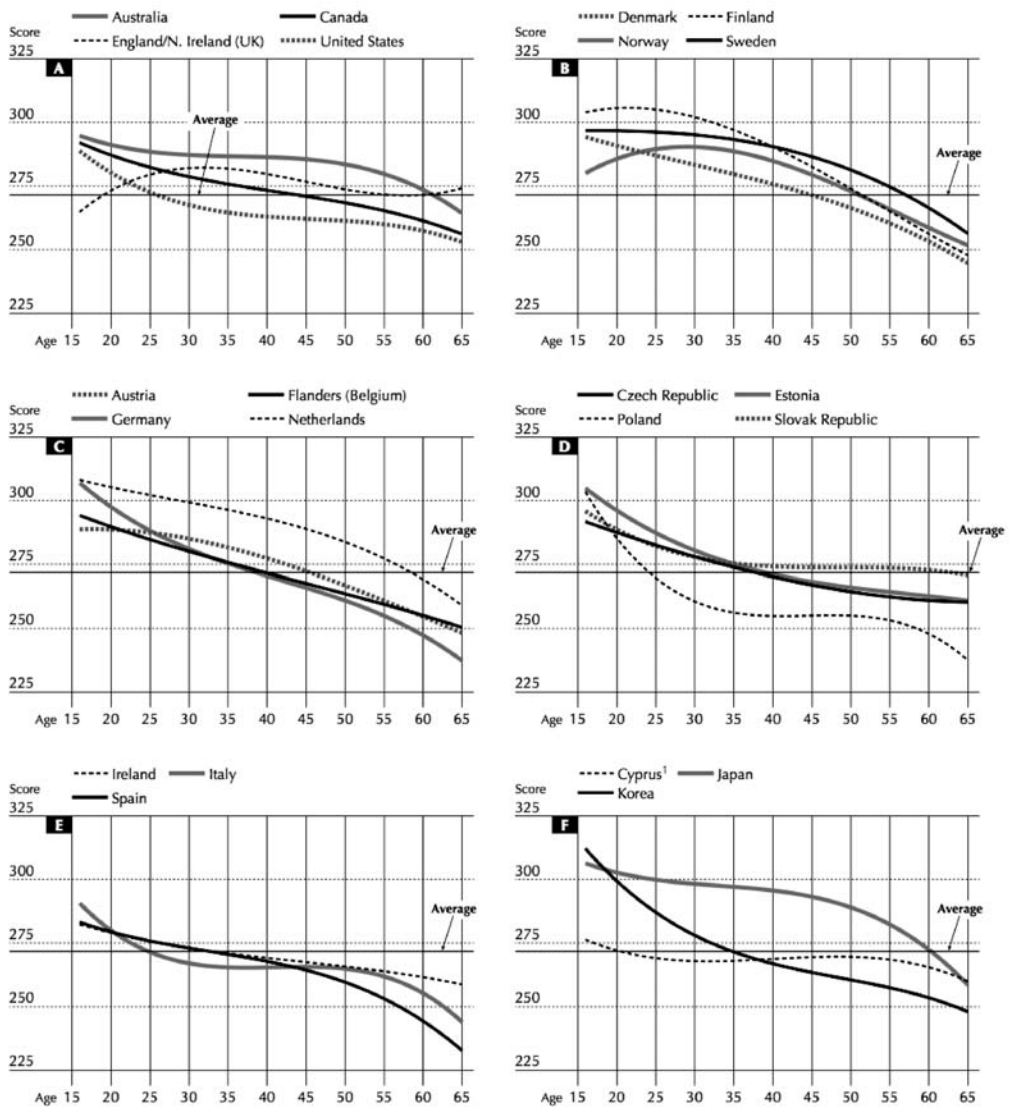 Australia Canada
England/N. Ireland (UK) United States
Score
325
A
300
Average
275
250
225
Age 15 20 25 30 35 40 45 50 55 60 65
Denmark Finland
Norway Sweden
Score
325
B
300
Average
275
250
225
Age 15 20 25 30 35 40 45 50 55 60 65
Austria Flanders (Belgium)
Germany Netherlands
Score
325
C
300
Average
275
250
225
Age 15 20 25 30 35 40 45 50 55 60 65
Czech Republic Estonia
Poland Slovak Republic
Score
325
D
300
Average
275
250
225
Age 15 20 25 30 35 40 45 50 55 60 65
Ireland Italy
Spain
Score
325
E
300
Average
275
250
225
Age 15 20 25 30 35 40 45 50 55 60 65
Cyprus¹ Japan
Korea
Score
325
F
300
Average
275
250
225
Age 15 20 25 30 35 40 45 50 55 60 65